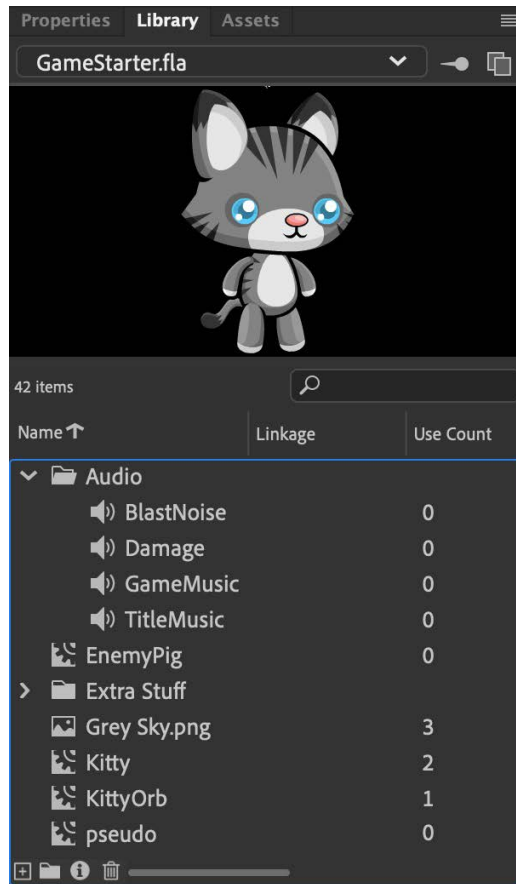 Properties Library Assets
GameStarter.fla
42 items
Name Linkage Use Count
Audio
BlastNoise 0
Damage 0
GameMusic 0
TitleMusic 0
EnemyPig 0
Extra Stuff
Grey Sky.png 3
Kitty 2
KittyOrb 1
pseudo 0